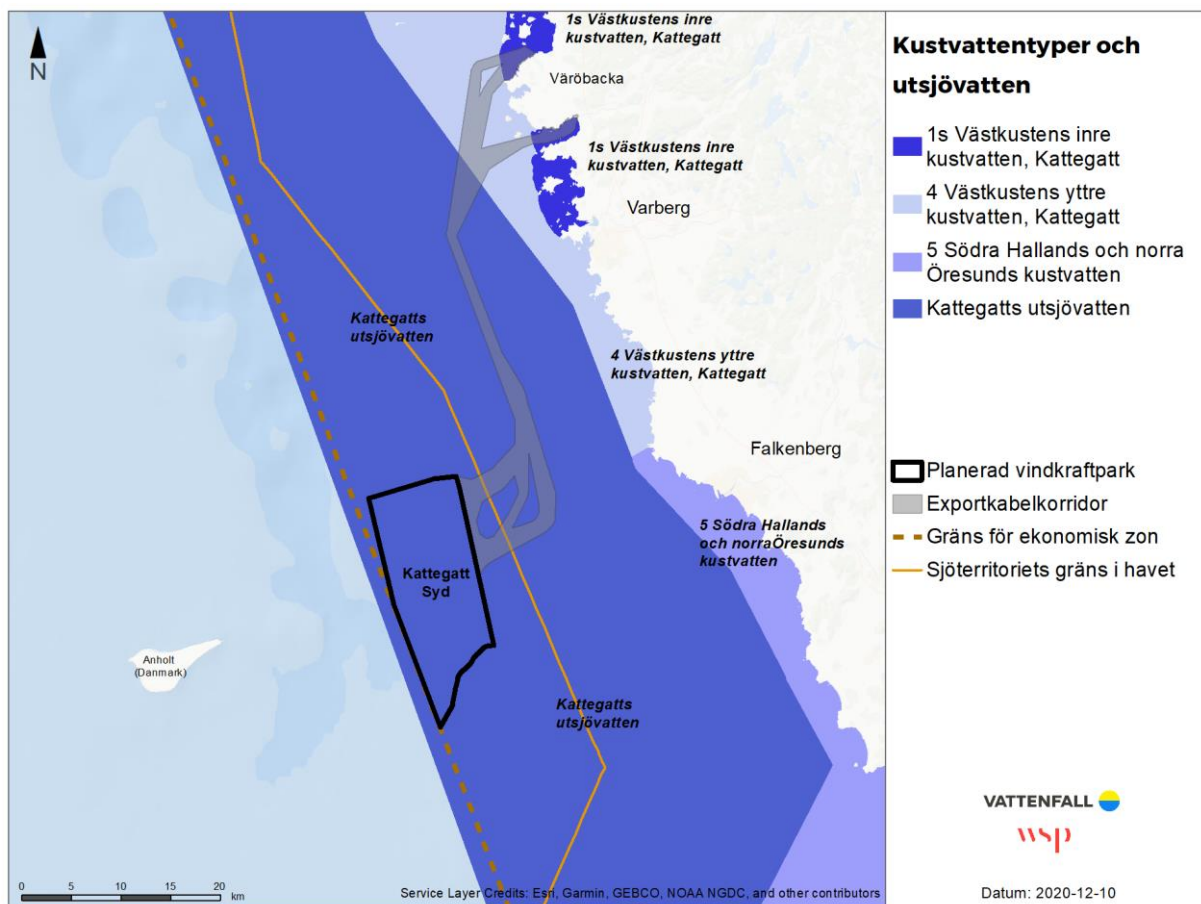 1s Västkustens inre
kustvatten, Kattegatt
N
Väröbacka
1s Västkustens inre
kustvatten, Kattegatt
Varberg
Kattegatts
utsjövatten
4 Västkustens yttre
kustvatten, Kattegatt
Falkenberg
5 Södra Hallands
och norraÖresunds
kustvatten
Kattegatt
Syd
Anholt
(Danmark)
Kattegatts
utsjövatten
0 5 10 15 20
km
Service Layer Credits: Esri, Garmin, GEBCO, NOAA NGDC, and other contributors
Kustvattentyper och
utsjövatten
1s Västkustens inre
kustvatten, Kattegatt
4 Västkustens yttre
kustvatten, Kattegatt
5 Södra Hallands och norra
Öresunds kustvatten
Kattegatts utsjövatten
Planerad vindkraftpark
Exportkabelkorridor
Gräns för ekonomisk zon
Sjöterritoriets gräns i havet
VATTENFALL
wsp
Datum: 2020-12-10